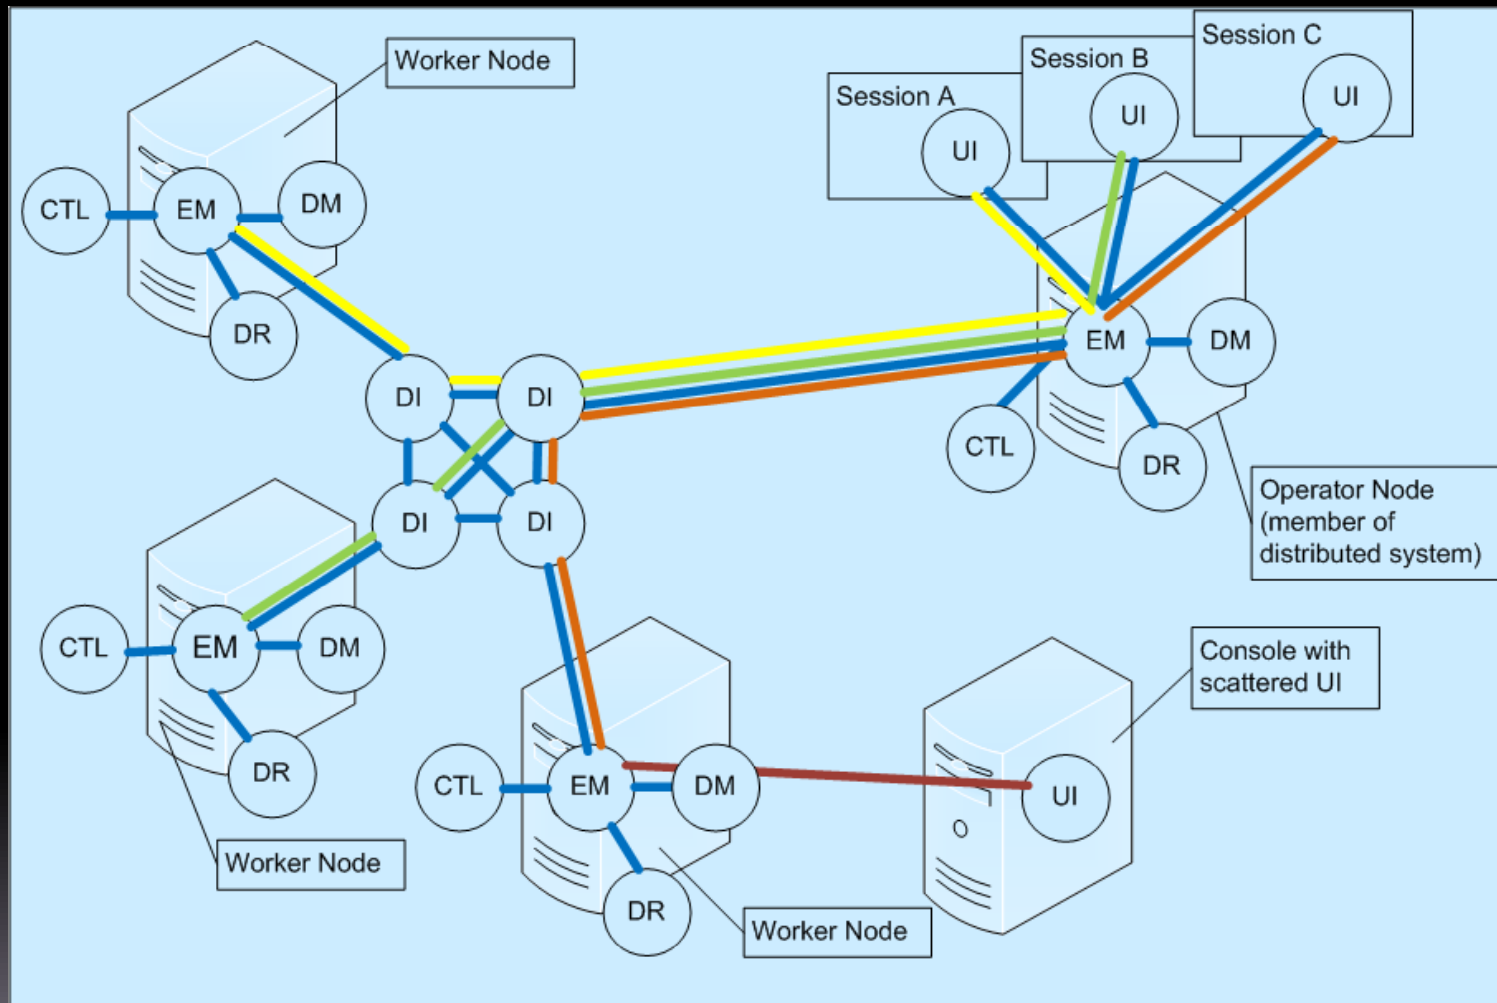 Worker Node
Session A
Session B
Session C
UI
UI
UI
CTL
EM
DM
DR
EM
DM
CTL
DR
DI
DI
DI
DI
Operator Node
(member of
distributed system)
CTL
EM
DM
DR
Worker Node
Console with
scattered UI
CTL
EM
DM
UI
DR
Worker Node